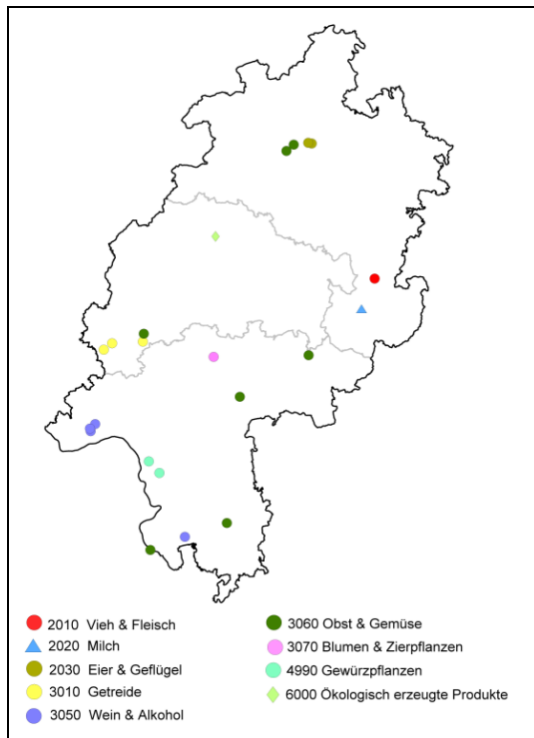 2010 Vieh & Fleisch
2020 Milch
2030 Eier & Geflügel
3010 Getreide
3050 Wein & Alkohol
3060 Obst & Gemüse
3070 Blumen & Zierpflanzen
4990 Gewürzpflanzen
6000 Ökologisch erzeugte Produkte